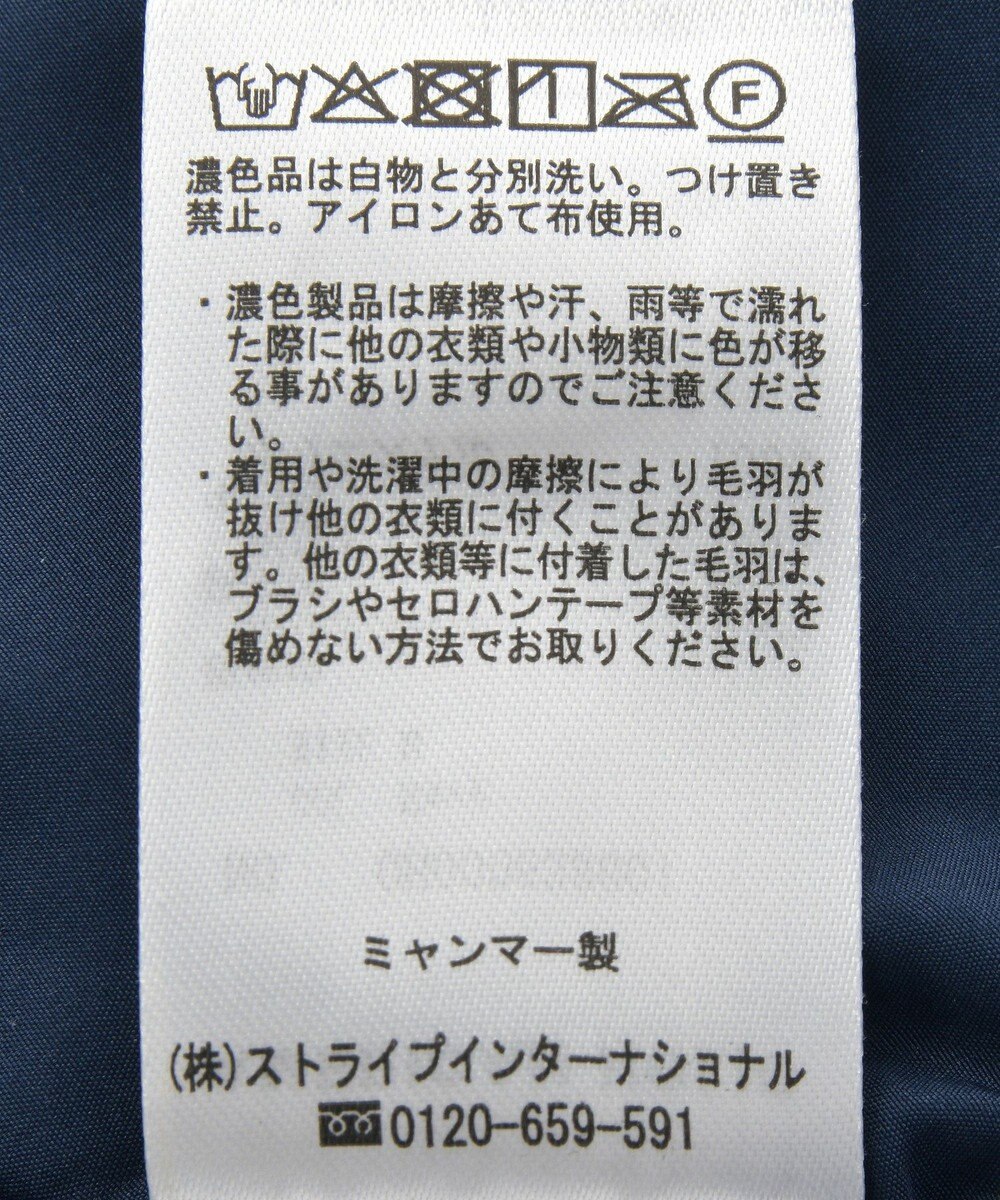 F
濃色品は白物と分別洗い。つけ置き
禁止。アイロンあて布使用。
・濃色製品は摩擦や汗、雨等で濡れ
た際に他の衣類や小物類に色が移
る事がありますのでご注意くださ
い。
・着用や洗濯中の摩擦により毛羽が
抜け他の衣類に付くことがありま
す。他の衣類等に付着した毛羽は、
ブラシやセロハンテープ等素材を
傷めない方法でお取りください。
ミャンマー製
(株)ストライプインターナショナル
0120-659-591